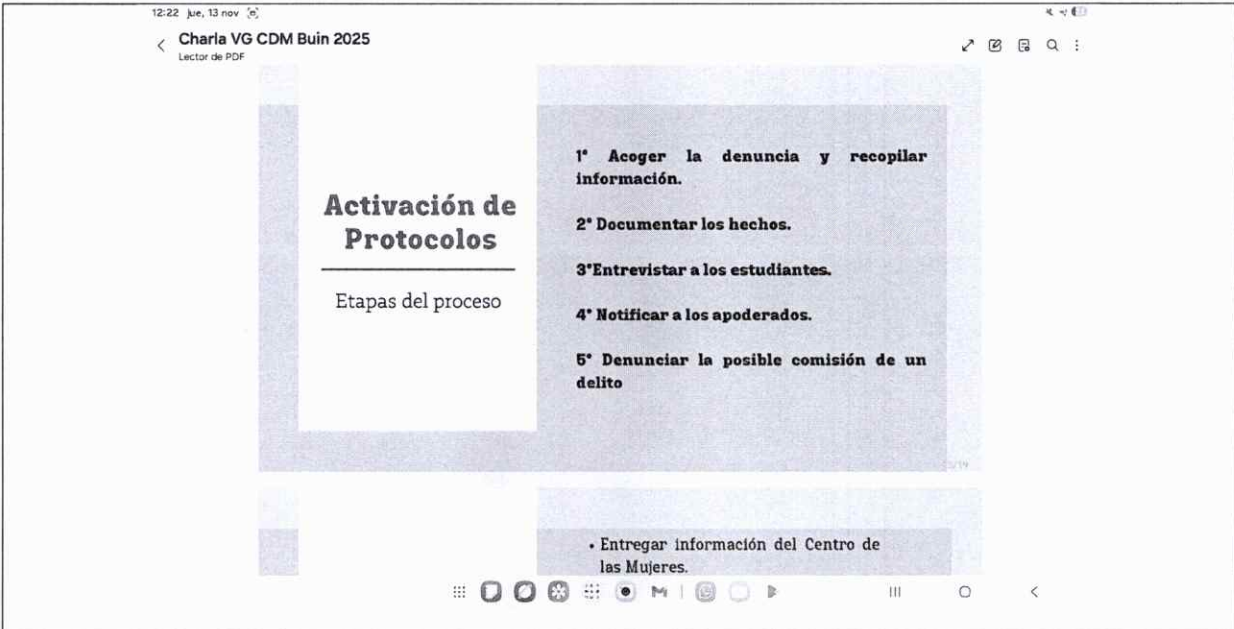 12:22 jue, 13 nov
Charla VG CDM Buin 2025
Lector de PDF
Activación de
Protocolos
Etapas del proceso
1° Acoger la denuncia y recopilar
información.
2° Documentar los hechos.
3°Entrevistar a los estudiantes.
4° Notificar a los apoderados.
5° Denunciar la posible comisión de un
delito
• Entregar información del Centro de
las Mujeres.